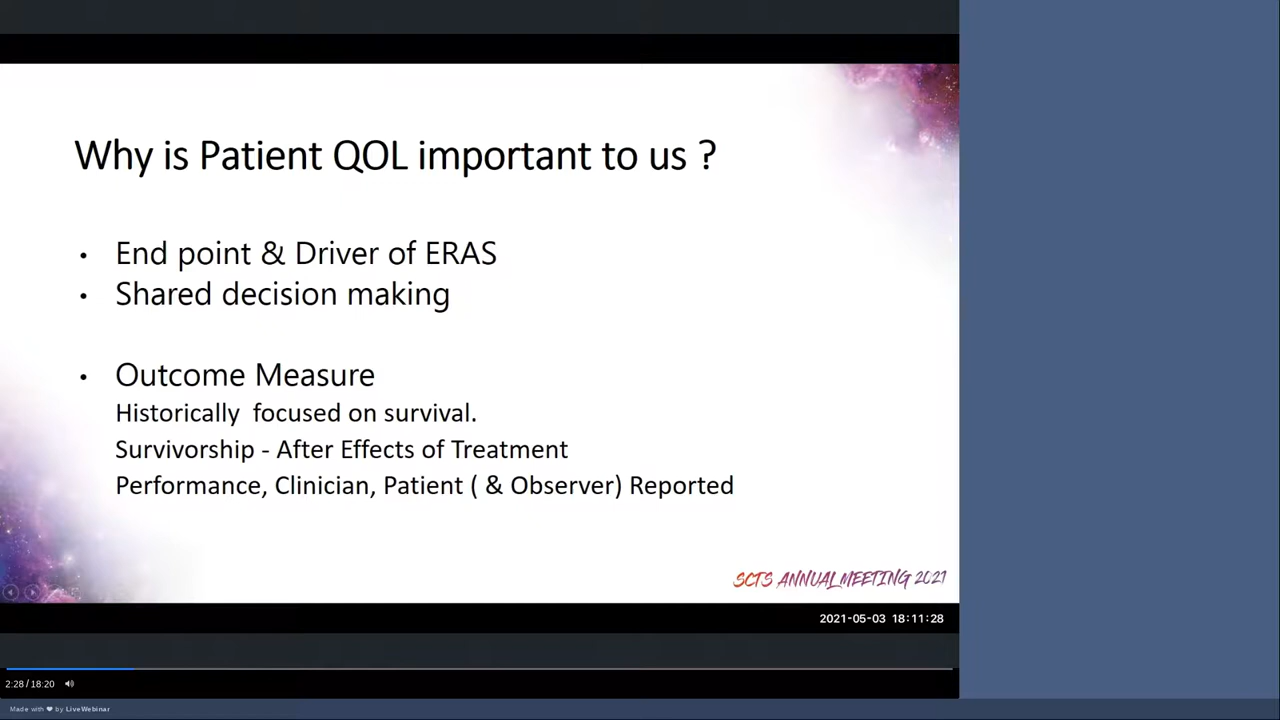 Why is Patient QOL important to us ?
• End point & Driver of ERAS
• Shared decision making
• Outcome Measure
Historically focused on survival.
Survivorship - After Effects of Treatment
Performance, Clinician, Patient ( & Observer) Reported
SCTS ANNUAL MEETING 2021
2021-05-03 18:11:28
2:28/18:20
Made with ❤ by LiveWebinar